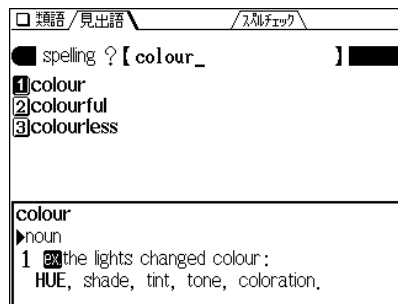 類語 見出語 スペルチェック
spelling ?【colour_ 】
1 colour
2 colourful
3 colourless
colour
▶noun
1 ex the lights changed colour:
HUE, shade, tint, tone, coloration.